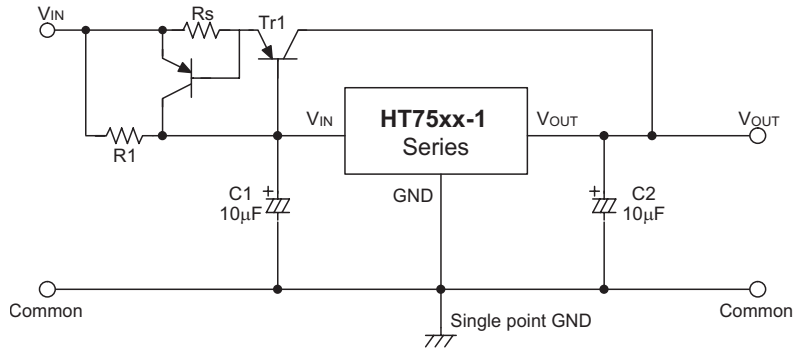 VIN
Rs
Tr1
R1
VIN
HT75xx-1
Series
VOUT
VOUT
GND
C1
10µF
C2
10µF
Common
Single point GND
Common